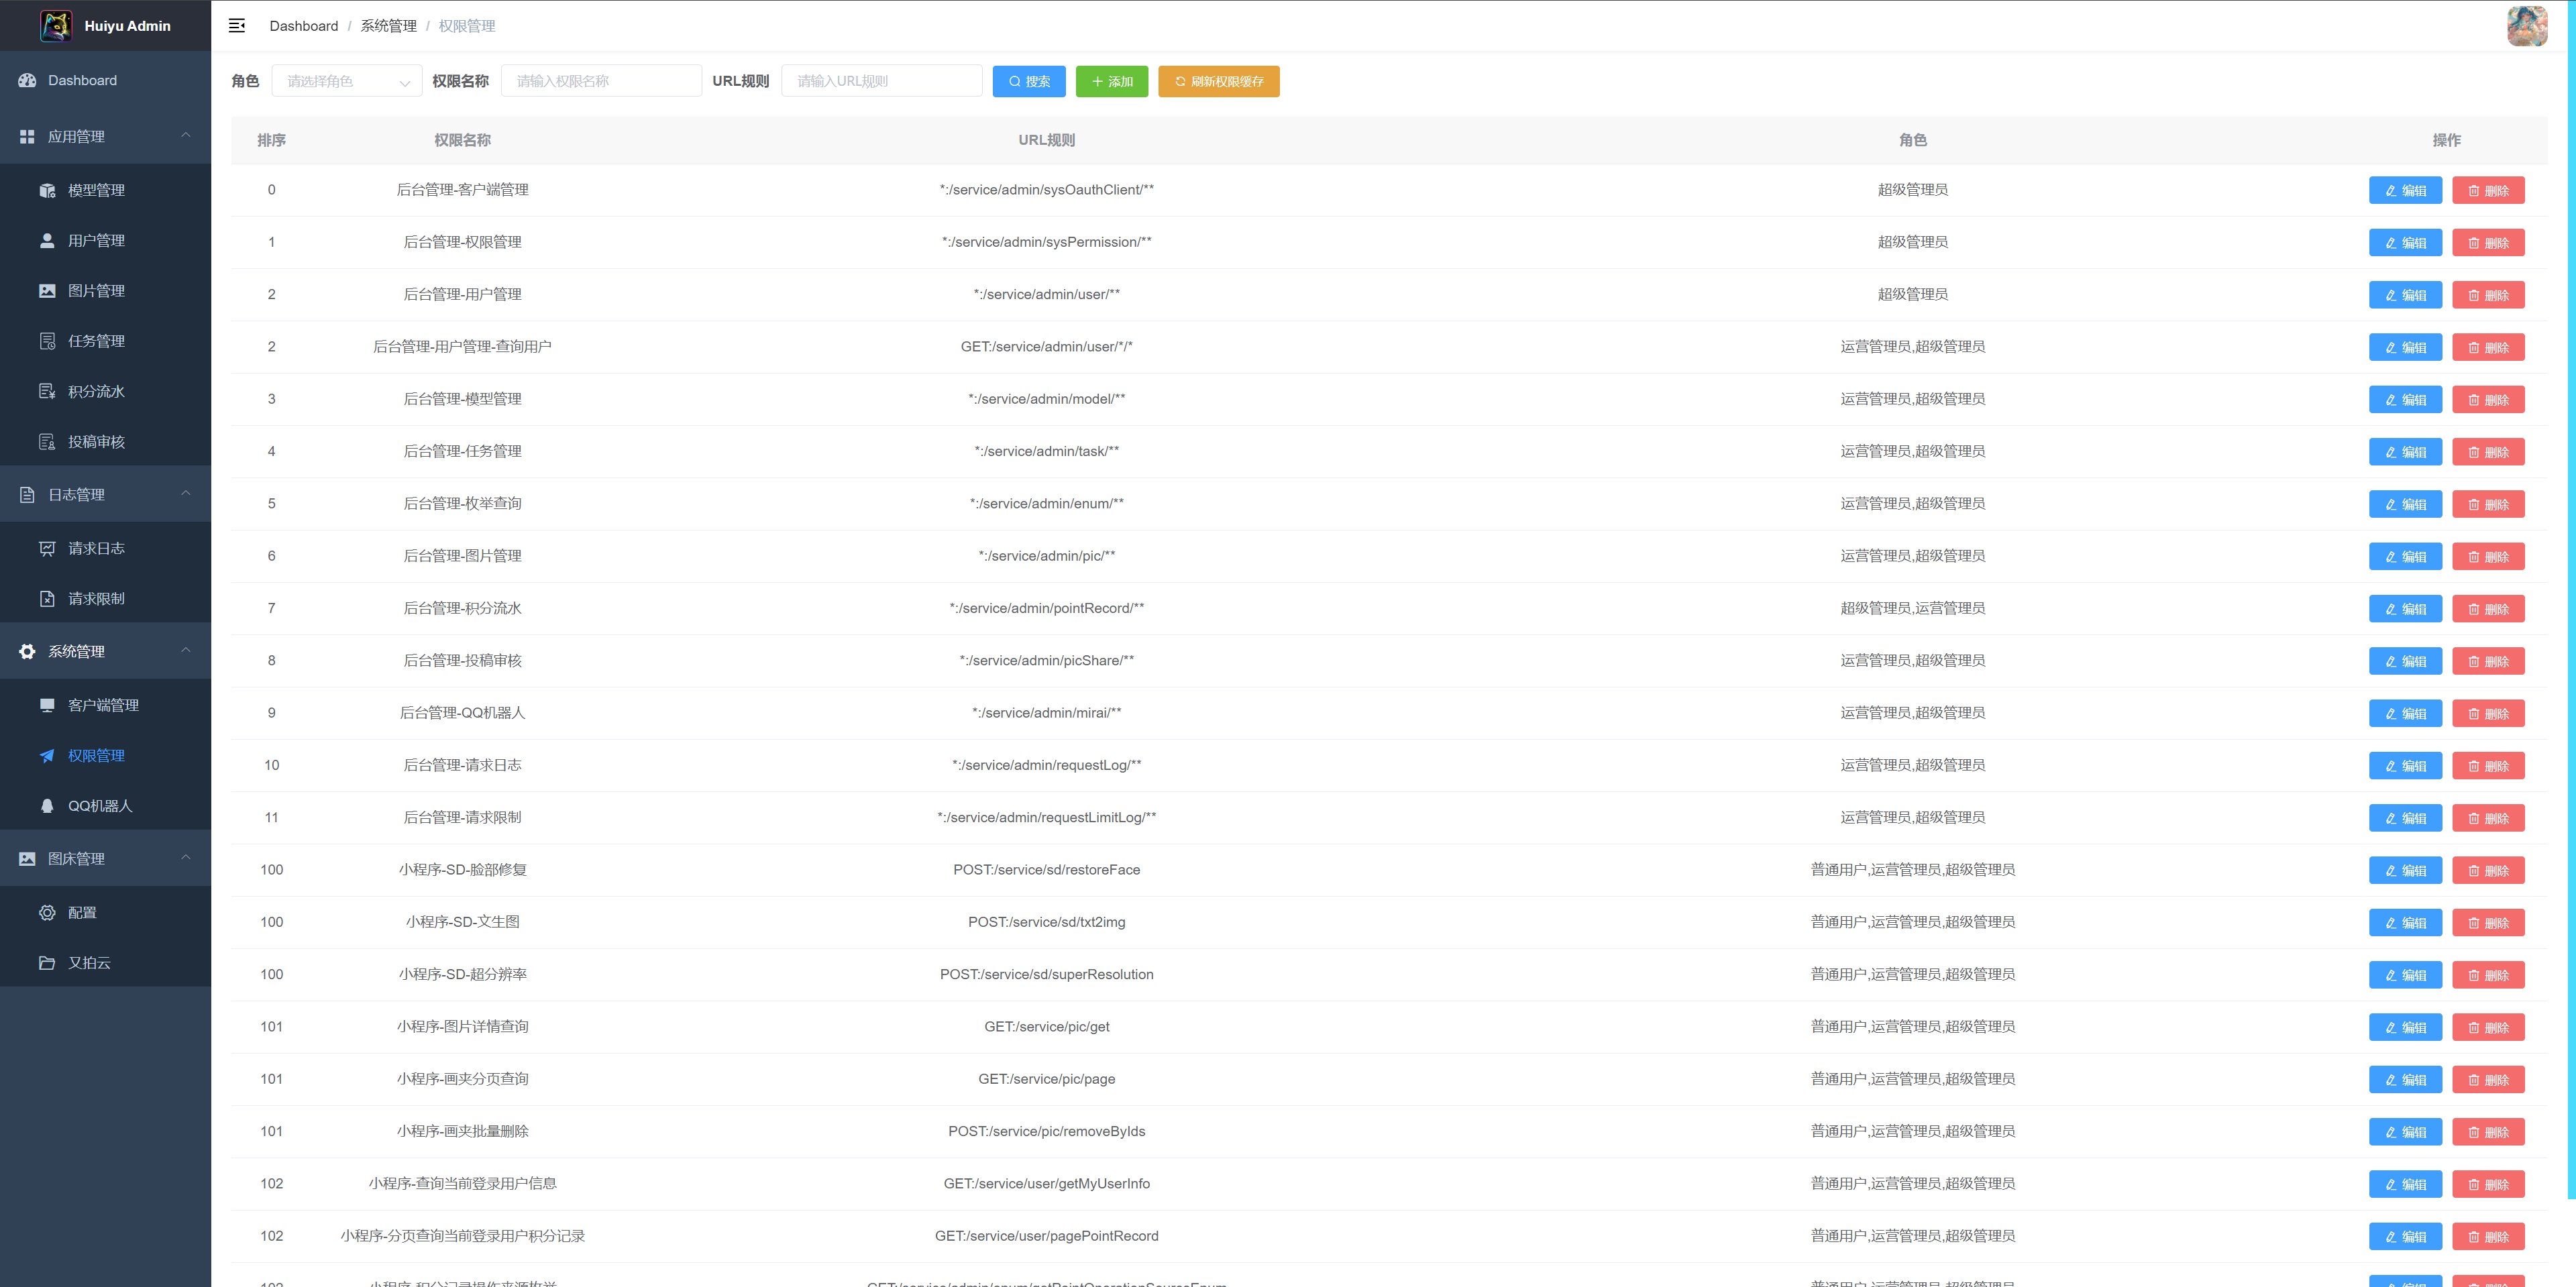 Huiyu Admin
Dashboard / 系统管理 / 权限管理
Dashboard
应用管理
模型管理
用户管理
图片管理
任务管理
积分流水
投稿审核
日志管理
请求日志
请求限制
系统管理
客户端管理
权限管理
QQ机器人
图床管理
配置
又拍云
角色 请选择角色 权限名称 请输入权限名称 URL规则 请输入URL规则 搜索 添加 刷新权限缓存
排序 权限名称 URL规则 角色 操作
0 后台管理-客户端管理 *:/service/admin/sysOauthClient/** 超级管理员 编辑 删除
1 后台管理-权限管理 *:/service/admin/sysPermission/** 超级管理员 编辑 删除
2 后台管理-用户管理 *:/service/admin/user/** 超级管理员 编辑 删除
2 后台管理-用户管理-查询用户 GET:/service/admin/user/*/* 运营管理员,超级管理员 编辑 删除
3 后台管理-模型管理 *:/service/admin/model/** 运营管理员,超级管理员 编辑 删除
4 后台管理-任务管理 *:/service/admin/task/** 运营管理员,超级管理员 编辑 删除
5 后台管理-枚举查询 *:/service/admin/enum/** 运营管理员,超级管理员 编辑 删除
6 后台管理-图片管理 *:/service/admin/pic/** 运营管理员,超级管理员 编辑 删除
7 后台管理-积分流水 *:/service/admin/pointRecord/** 超级管理员,运营管理员 编辑 删除
8 后台管理-投稿审核 *:/service/admin/picShare/** 运营管理员,超级管理员 编辑 删除
9 后台管理-QQ机器人 *:/service/admin/mirai/** 运营管理员,超级管理员 编辑 删除
10 后台管理-请求日志 *:/service/admin/requestLog/** 运营管理员,超级管理员 编辑 删除
11 后台管理-请求限制 *:/service/admin/requestLimitLog/** 运营管理员,超级管理员 编辑 删除
100 小程序-SD-脸部修复 POST:/service/sd/restoreFace 普通用户,运营管理员,超级管理员 编辑 删除
100 小程序-SD-文生图 POST:/service/sd/txt2img 普通用户,运营管理员,超级管理员 编辑 删除
100 小程序-SD-超分辨率 POST:/service/sd/superResolution 普通用户,运营管理员,超级管理员 编辑 删除
101 小程序-图片详情查询 GET:/service/pic/get 普通用户,运营管理员,超级管理员 编辑 删除
101 小程序-画夹分页查询 GET:/service/pic/page 普通用户,运营管理员,超级管理员 编辑 删除
101 小程序-画夹批量删除 POST:/service/pic/removeByIds 普通用户,运营管理员,超级管理员 编辑 删除
102 小程序-查询当前登录用户信息 GET:/service/user/getMyUserInfo 普通用户,运营管理员,超级管理员 编辑 删除
102 小程序-分页查询当前登录用户积分记录 GET:/service/user/pagePointRecord 普通用户,运营管理员,超级管理员 编辑 删除